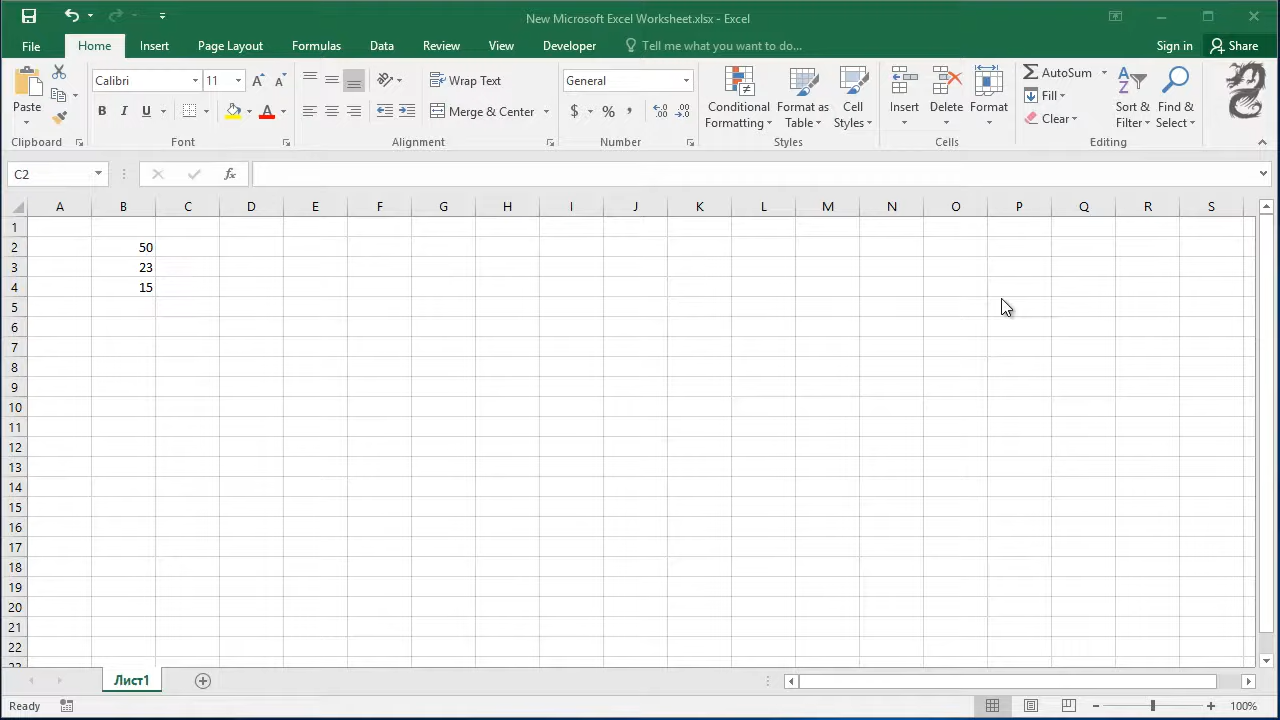 New Microsoft Excel Worksheet.xlsx - Excel
File Home Insert Page Layout Formulas Data Review View Developer Tell me what you want to do... Sign in Share
Paste
Clipboard
Calibri 11
B I U A
Font
Wrap Text
Merge & Center
Alignment
General
$ % ,
Number
Conditional Formatting
Format as Table
Cell Styles
Styles
Insert
Delete
Format
Cells
AutoSum
Fill
Clear
Sort & Filter
Find & Select
Editing
C2 fx
A B C D E F G H I J K L M N O P Q R S
1
2 50
3 23
4 15
5
6
7
8
9
10
11
12
13
14
15
16
17
18
19
20
21
22
23
Лист1
Ready 100%